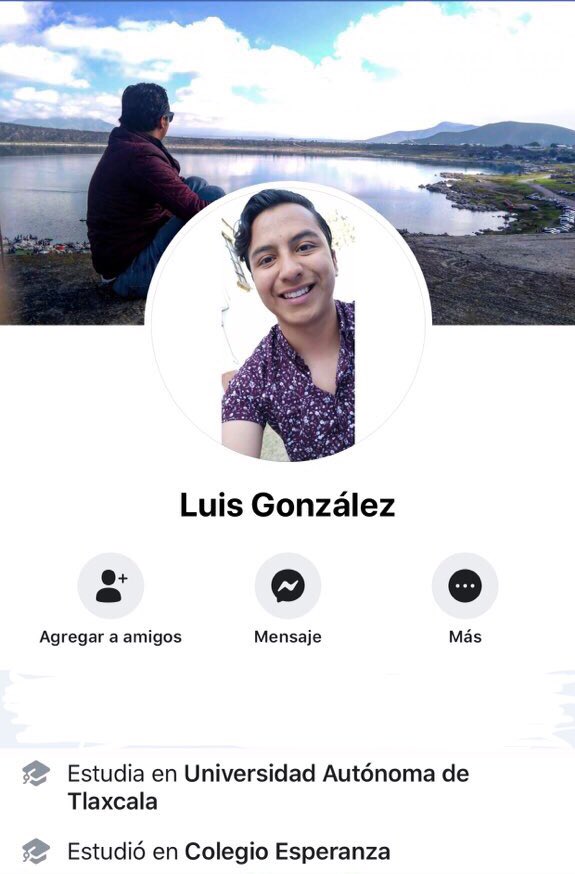 Luis González
Agregar a amigos
Mensaje
Más
Estudia en Universidad Autónoma de
Tlaxcala
Estudió en Colegio Esperanza